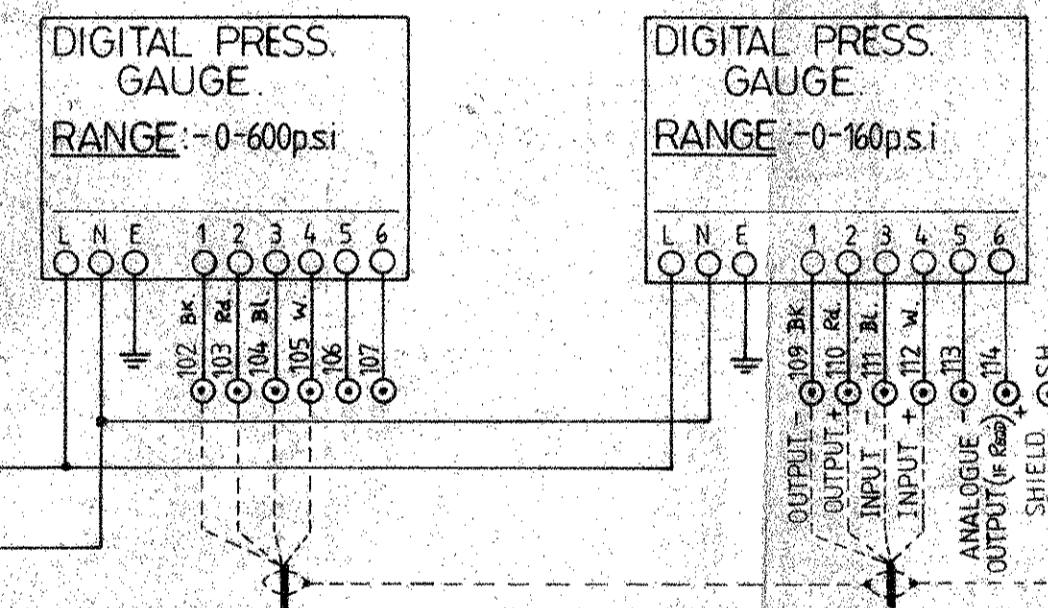 DIGITAL PRESS.
GAUGE.
RANGE:-0-600p.s.i
L N E 1 2 3 4 5 6
BK Rd. BL. W.
102 103 104 105 106 107
DIGITAL PRESS.
GAUGE.
RANGE :-0-160p.s.i
L N E 1 2 3 4 5 6
BK Rd. BL. W.
109 110 111 112 113 114
OUTPUT -
OUTPUT +
INPUT -
INPUT +
ANALOGUE -
OUTPUT (IF REQD) +
SHIELD
SH